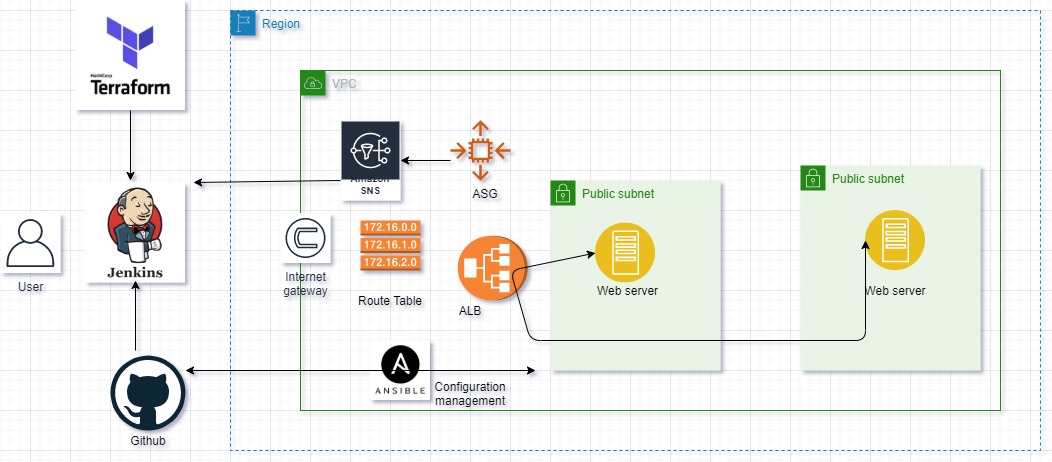 Region
HashiCorp
Terraform
VPC
Amazon
SNS
ASG
Public subnet
Public subnet
172.16.0.0
172.16.1.0
172.16.2.0
Jenkins
User
Internet
gateway
Route Table
ALB
Web server
Web server
ANSIBLE
Configuration
management
Github